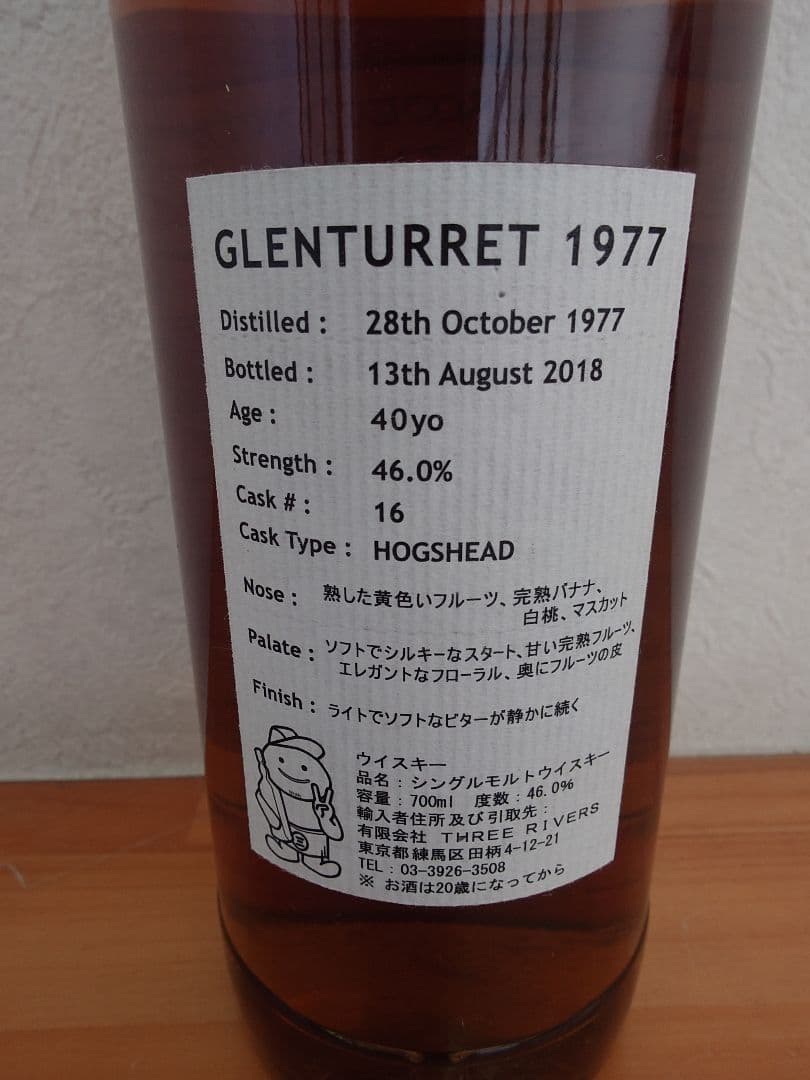 GLENTURRET 1977
Distilled : 28th October 1977
Bottled : 13th August 2018
Age : 40yo
Strength : 46.0%
Cask # : 16
Cask Type : HOGSHEAD
Nose : 熟した黄色いフルーツ、完熟バナナ、
白桃、マスカット
Palate : ソフトでシルキーなスタート、甘い完熟フルーツ、
エレガントなフローラル、奥にフルーツの皮
Finish : ライトでソフトなビターが静かに続く
ウイスキー
品名：シングルモルトウイスキー
容量：700ml 度数：46.0%
輸入者住所及び引取先：
有限会社 THREE RIVERS
東京都練馬区田柄4-12-21
TEL：03-3926-3508
※ お酒は20歳になってから